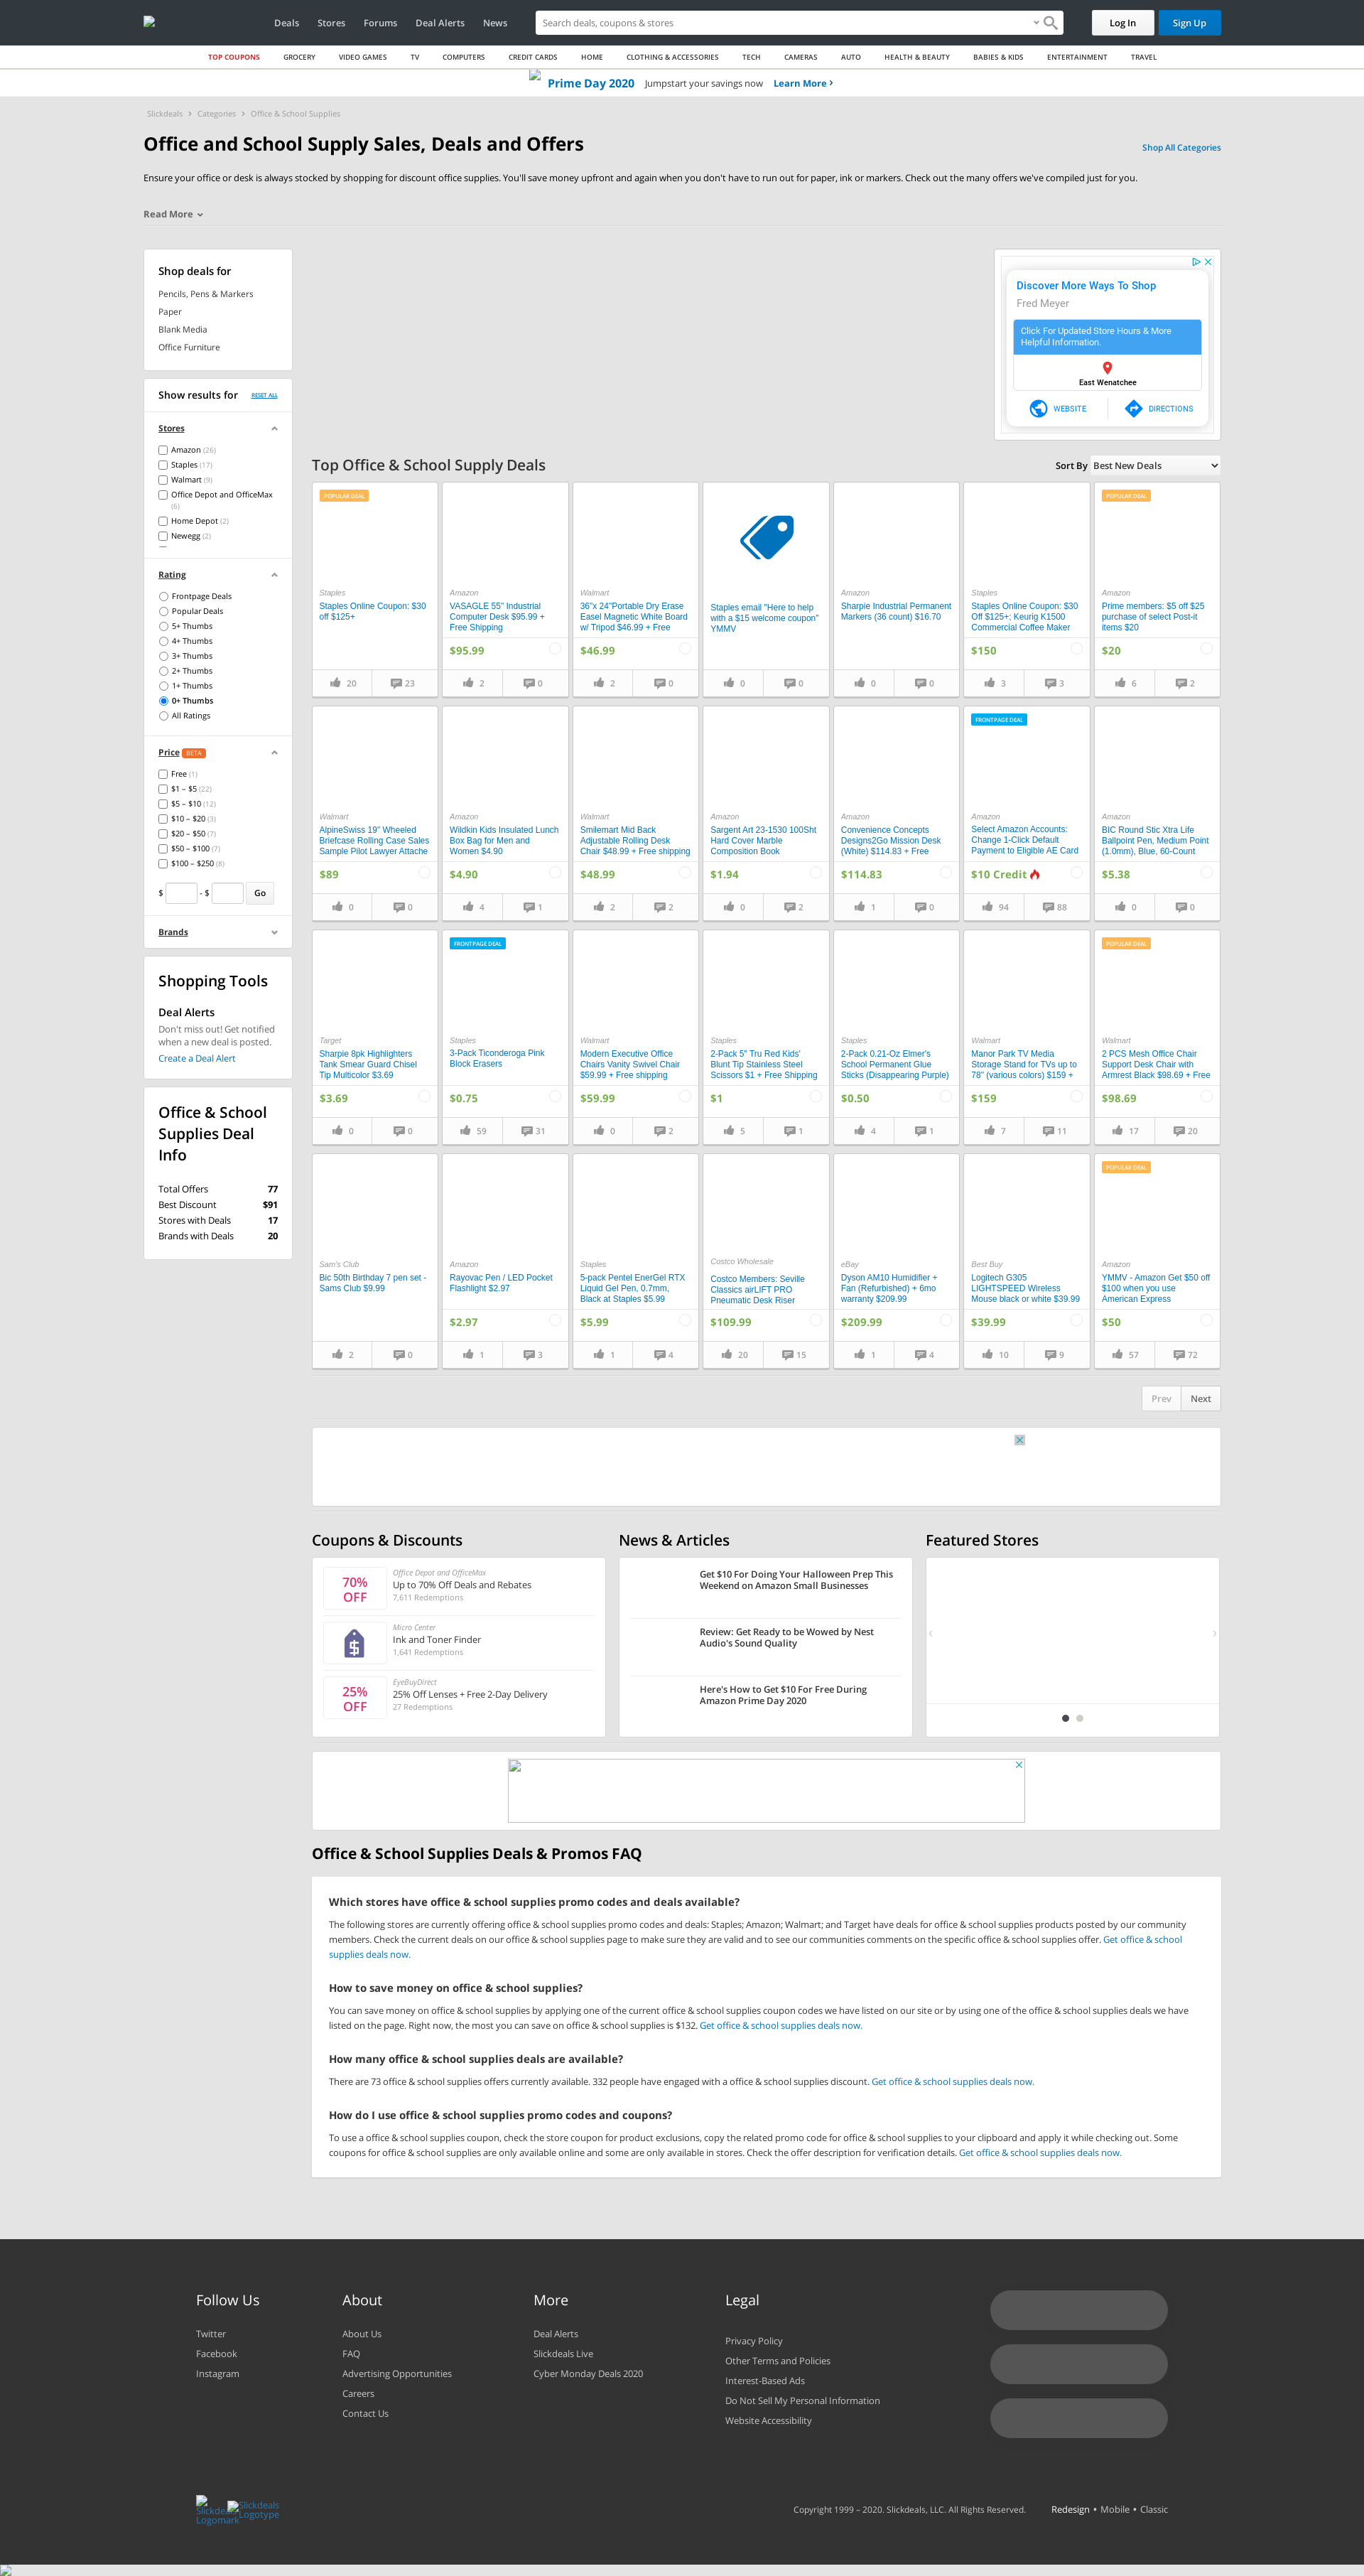 Deals Stores Forums Deal Alerts News
Search deals, coupons & stores
Log In
Sign Up
TOP COUPONS GROCERY VIDEO GAMES TV COMPUTERS CREDIT CARDS HOME CLOTHING & ACCESSORIES TECH CAMERAS AUTO HEALTH & BEAUTY BABIES & KIDS ENTERTAINMENT TRAVEL
Prime Day 2020 Jumpstart your savings now Learn More
Slickdeals Categories Office & School Supplies
Office and School Supply Sales, Deals and Offers
Shop All Categories
Ensure your office or desk is always stocked by shopping for discount office supplies. You'll save money upfront and again when you don't have to run out for paper, ink or markers. Check out the many offers we've compiled just for you.
Read More
Shop deals for
Pencils, Pens & Markers
Paper
Blank Media
Office Furniture
Show results for RESET ALL
Stores
Amazon (26)
Staples (17)
Walmart (9)
Office Depot and OfficeMax
(6)
Home Depot (2)
Newegg (2)
Rating
Frontpage Deals
Popular Deals
5+ Thumbs
4+ Thumbs
3+ Thumbs
2+ Thumbs
1+ Thumbs
0+ Thumbs
All Ratings
Price BETA
Free (1)
$1 – $5 (22)
$5 – $10 (12)
$10 – $20 (3)
$20 – $50 (7)
$50 – $100 (7)
$100 – $250 (8)
$ - $ Go
Brands
Shopping Tools
Deal Alerts
Don't miss out! Get notified
when a new deal is posted.
Create a Deal Alert
Office & School
Supplies Deal
Info
Total Offers 77
Best Discount $91
Stores with Deals 17
Brands with Deals 20
Discover More Ways To Shop
Fred Meyer
Click For Updated Store Hours & More
Helpful Information.
East Wenatchee
WEBSITE DIRECTIONS
Top Office & School Supply Deals
Sort By Best New Deals
POPULAR DEAL
Staples
Staples Online Coupon: $30
off $125+
20 23
Amazon
VASAGLE 55" Industrial
Computer Desk $95.99 +
Free Shipping
$95.99
2 0
Walmart
36"x 24"Portable Dry Erase
Easel Magnetic White Board
w/ Tripod $46.99 + Free
$46.99
2 0
Staples email "Here to help
with a $15 welcome coupon"
YMMV
0 0
Amazon
Sharpie Industrial Permanent
Markers (36 count) $16.70
0 0
Staples
Staples Online Coupon: $30
Off $125+; Keurig K1500
Commercial Coffee Maker
$150
3 3
POPULAR DEAL
Amazon
Prime members: $5 off $25
purchase of select Post-it
items $20
$20
6 2
Walmart
AlpineSwiss 19" Wheeled
Briefcase Rolling Case Sales
Sample Pilot Lawyer Attache
$89
0 0
Amazon
Wildkin Kids Insulated Lunch
Box Bag for Men and
Women $4.90
$4.90
4 1
Walmart
Smilemart Mid Back
Adjustable Rolling Desk
Chair $48.99 + Free shipping
$48.99
2 2
Amazon
Sargent Art 23-1530 100Sht
Hard Cover Marble
Composition Book
$1.94
0 2
Amazon
Convenience Concepts
Designs2Go Mission Desk
(White) $114.83 + Free
$114.83
1 0
FRONTPAGE DEAL
Amazon
Select Amazon Accounts:
Change 1-Click Default
Payment to Eligible AE Card
$10 Credit
94 88
Amazon
BIC Round Stic Xtra Life
Ballpoint Pen, Medium Point
(1.0mm), Blue, 60-Count
$5.38
0 0
Target
Sharpie 8pk Highlighters
Tank Smear Guard Chisel
Tip Multicolor $3.69
$3.69
0 0
FRONTPAGE DEAL
Staples
3-Pack Ticonderoga Pink
Block Erasers
$0.75
59 31
Walmart
Modern Executive Office
Chairs Vanity Swivel Chair
$59.99 + Free shipping
$59.99
0 2
Staples
2-Pack 5" Tru Red Kids'
Blunt Tip Stainless Steel
Scissors $1 + Free Shipping
$1
5 1
Staples
2-Pack 0.21-Oz Elmer's
School Permanent Glue
Sticks (Disappearing Purple)
$0.50
4 1
Walmart
Manor Park TV Media
Storage Stand for TVs up to
78" (various colors) $159 +
$159
7 11
POPULAR DEAL
Walmart
2 PCS Mesh Office Chair
Support Desk Chair with
Armrest Black $98.69 + Free
$98.69
17 20
Sam's Club
Bic 50th Birthday 7 pen set -
Sams Club $9.99
2 0
Amazon
Rayovac Pen / LED Pocket
Flashlight $2.97
$2.97
1 3
Staples
5-pack Pentel EnerGel RTX
Liquid Gel Pen, 0.7mm,
Black at Staples $5.99
$5.99
1 4
Costco Wholesale
Costco Members: Seville
Classics airLIFT PRO
Pneumatic Desk Riser
$109.99
20 15
eBay
Dyson AM10 Humidifier +
Fan (Refurbished) + 6mo
warranty $209.99
$209.99
1 4
Best Buy
Logitech G305
LIGHTSPEED Wireless
Mouse black or white $39.99
$39.99
10 9
POPULAR DEAL
Amazon
YMMV - Amazon Get $50 off
$100 when you use
American Express
$50
57 72
Prev Next
Coupons & Discounts
70%
OFF
Office Depot and OfficeMax
Up to 70% Off Deals and Rebates
7,611 Redemptions
Micro Center
Ink and Toner Finder
1,641 Redemptions
25%
OFF
EyeBuyDirect
25% Off Lenses + Free 2-Day Delivery
27 Redemptions
News & Articles
Get $10 For Doing Your Halloween Prep This
Weekend on Amazon Small Businesses
Review: Get Ready to be Wowed by Nest
Audio's Sound Quality
Here's How to Get $10 For Free During
Amazon Prime Day 2020
Featured Stores
Office & School Supplies Deals & Promos FAQ
Which stores have office & school supplies promo codes and deals available?
The following stores are currently offering office & school supplies promo codes and deals: Staples; Amazon; Walmart; and Target have deals for office & school supplies products posted by our community
members. Check the current deals on our office & school supplies page to make sure they are valid and to see our communities comments on the specific office & school supplies offer. Get office & school
supplies deals now.
How to save money on office & school supplies?
You can save money on office & school supplies by applying one of the current office & school supplies coupon codes we have listed on our site or by using one of the office & school supplies deals we have
listed on the page. Right now, the most you can save on office & school supplies is $132. Get office & school supplies deals now.
How many office & school supplies deals are available?
There are 73 office & school supplies offers currently available. 332 people have engaged with a office & school supplies discount. Get office & school supplies deals now.
How do I use office & school supplies promo codes and coupons?
To use a office & school supplies coupon, check the store coupon for product exclusions, copy the related promo code for office & school supplies to your clipboard and apply it while checking out. Some
coupons for office & school supplies are only available online and some are only available in stores. Check the offer description for verification details. Get office & school supplies deals now.
Follow Us
Twitter
Facebook
Instagram
About
About Us
FAQ
Advertising Opportunities
Careers
Contact Us
More
Deal Alerts
Slickdeals Live
Cyber Monday Deals 2020
Legal
Privacy Policy
Other Terms and Policies
Interest-Based Ads
Do Not Sell My Personal Information
Website Accessibility
Slickdeals
Logomark
Slickdeals
Logotype
Copyright 1999 – 2020. Slickdeals, LLC. All Rights Reserved.
Redesign • Mobile • Classic